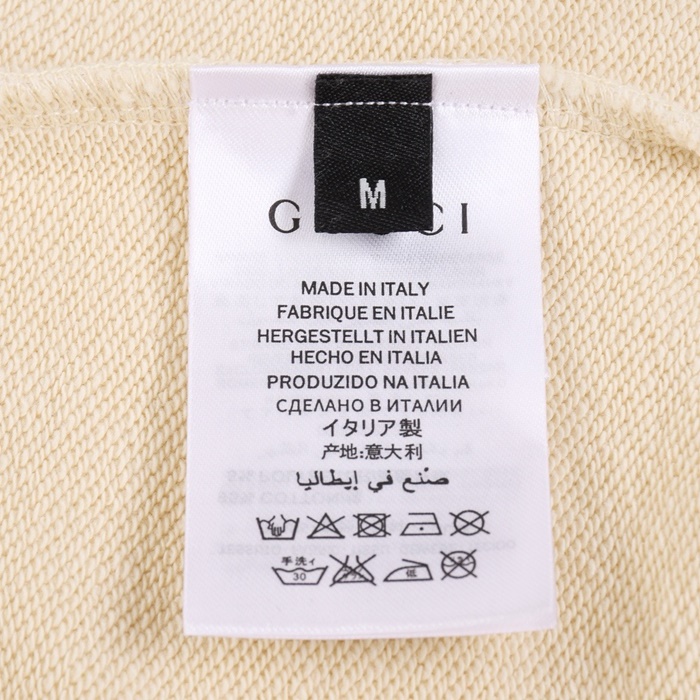 M
G CI
MADE IN ITALY
FABRIQUE EN ITALIE
HERGESTELLT IN ITALIEN
HECHO EN ITALIA
PRODUZIDO NA ITALIA
СДЕЛАНО В ИТАЛИИ
イタリア製
产地:意大利
صنع في إيطاليا
手洗イ
30
低